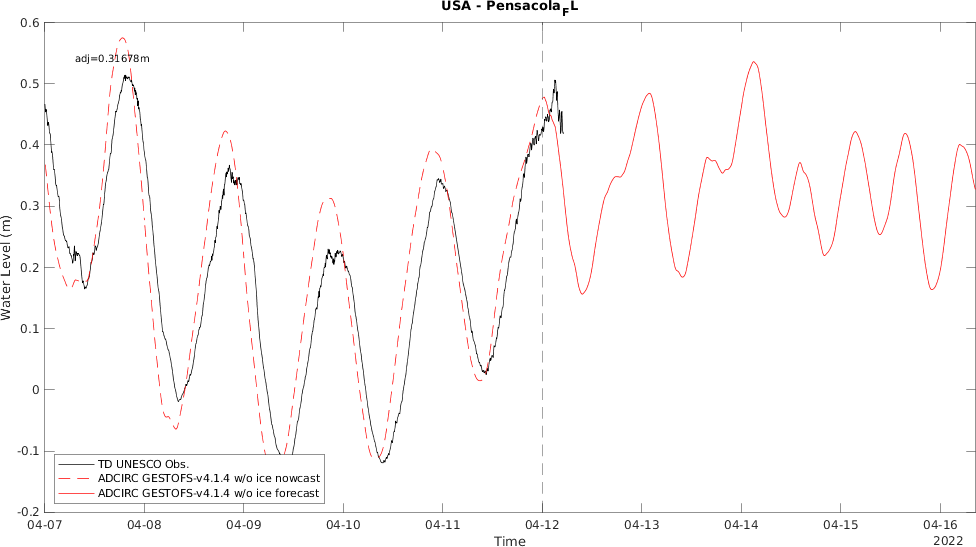 USA - Pensacola_FL
adj=0.31678m
Water Level (m)
0.6
0.5
0.4
0.3
0.2
0.1
0
-0.1
-0.2
TD UNESCO Obs.
ADCIRC GESTOFS-v4.1.4 w/o ice nowcast
ADCIRC GESTOFS-v4.1.4 w/o ice forecast
04-07 04-08 04-09 04-10 04-11 04-12 04-13 04-14 04-15 04-16
Time
2022